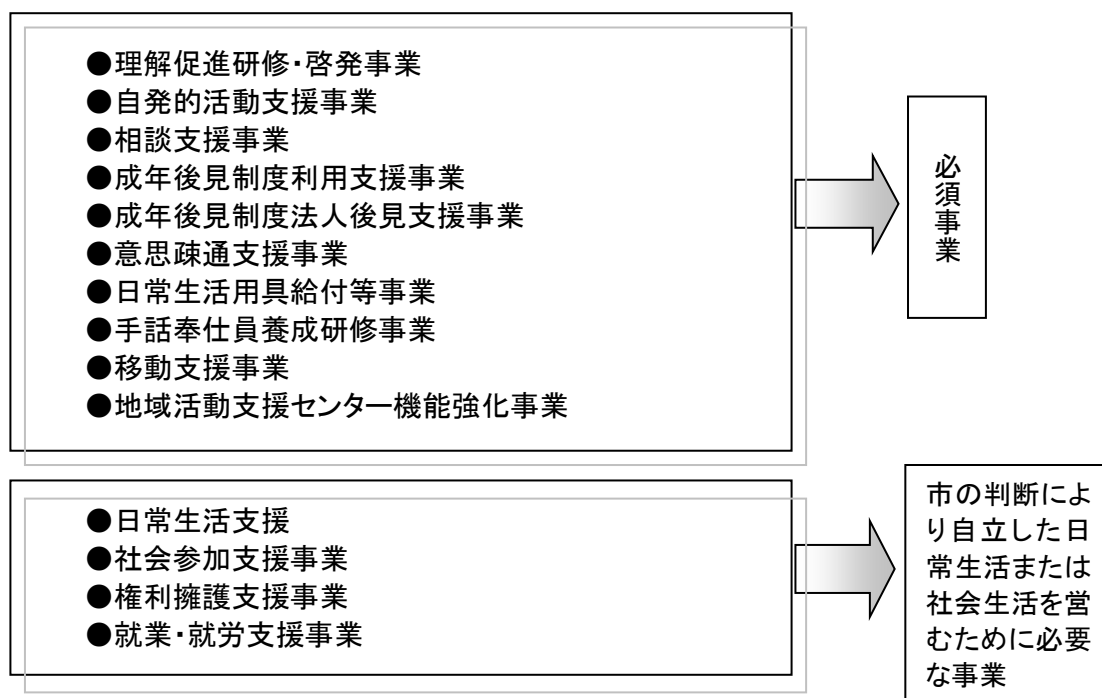 ●理解促進研修・啓発事業
●自発的活動支援事業
●相談支援事業
●成年後見制度利用支援事業
●成年後見制度法人後見支援事業
●意思疎通支援事業
●日常生活用具給付等事業
●手話奉仕員養成研修事業
●移動支援事業
●地域活動支援センター機能強化事業
必須事業
●日常生活支援
●社会参加支援事業
●権利擁護支援事業
●就業・就労支援事業
市の判断によ
り自立した日
常生活または
社会生活を営
むために必要
な事業